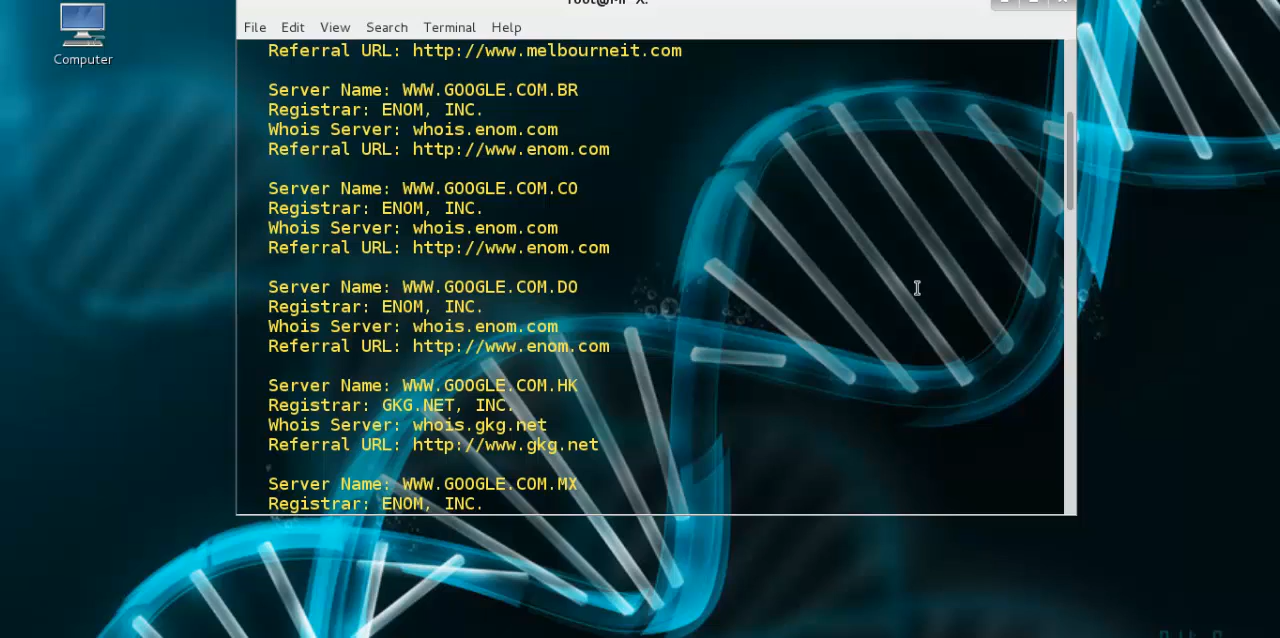 root@Mr-X:
File Edit View Search Terminal Help
Computer
Referral URL: http://www.melbourneit.com
Server Name: WWW.GOOGLE.COM.BR
Registrar: ENOM, INC.
Whois Server: whois.enom.com
Referral URL: http://www.enom.com
Server Name: WWW.GOOGLE.COM.CO
Registrar: ENOM, INC.
Whois Server: whois.enom.com
Referral URL: http://www.enom.com
Server Name: WWW.GOOGLE.COM.DO
Registrar: ENOM, INC.
Whois Server: whois.enom.com
Referral URL: http://www.enom.com
Server Name: WWW.GOOGLE.COM.HK
Registrar: GKG.NET, INC.
Whois Server: whois.gkg.net
Referral URL: http://www.gkg.net
Server Name: WWW.GOOGLE.COM.MX
Registrar: ENOM, INC.